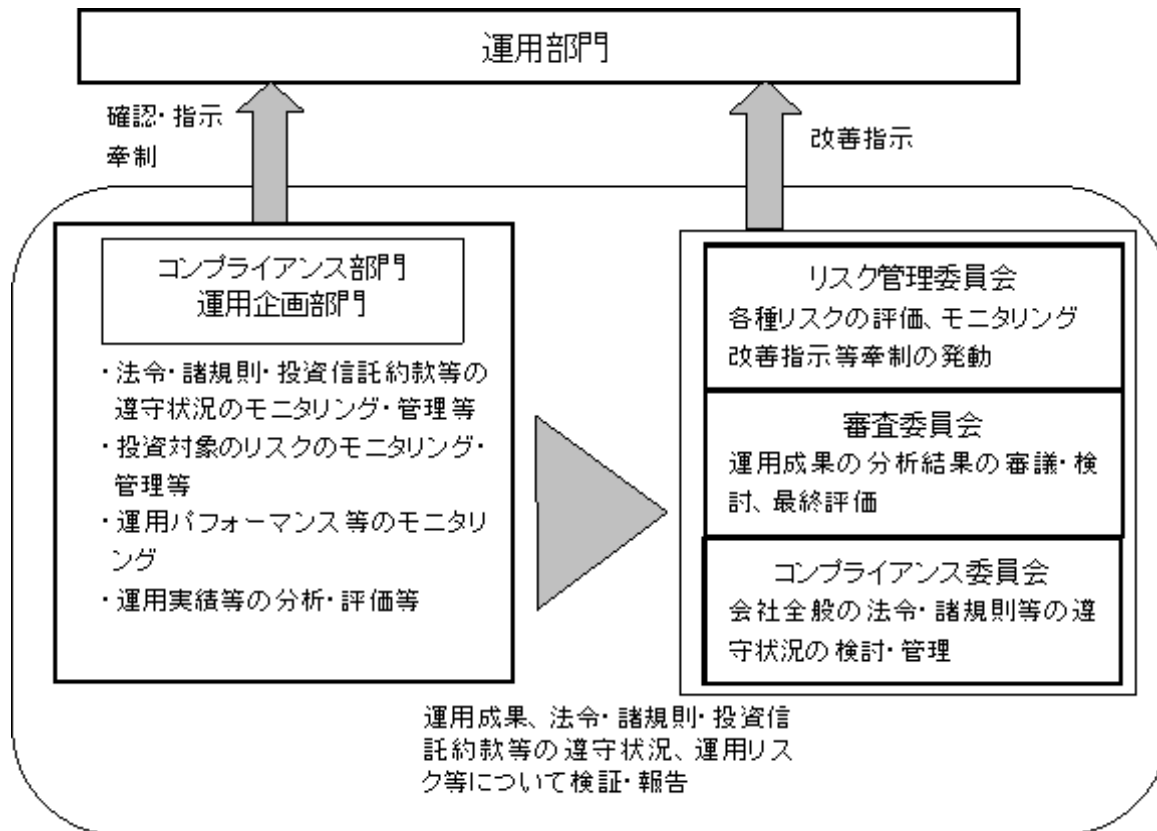 運用部門
確認・指示
牽制
改善指示
コンプライアンス部門
運用企画部門
・法令・諸規則・投資信託約款等の
遵守状況のモニタリング・管理等
・投資対象のリスクのモニタリング・
管理等
・運用パフォーマンス等のモニタリ
ング
・運用実績等の分析・評価等
リスク管理委員会
各種リスクの評価、モニタリング
改善指示等牽制の発動
審査委員会
運用成果の分析結果の審議・検
討、最終評価
コンプライアンス委員会
会社全般の法令・諸規則等の遵
守状況の検討・管理
運用成果、法令・諸規則・投資信
託約款等の遵守状況、運用リス
ク等について検証・報告